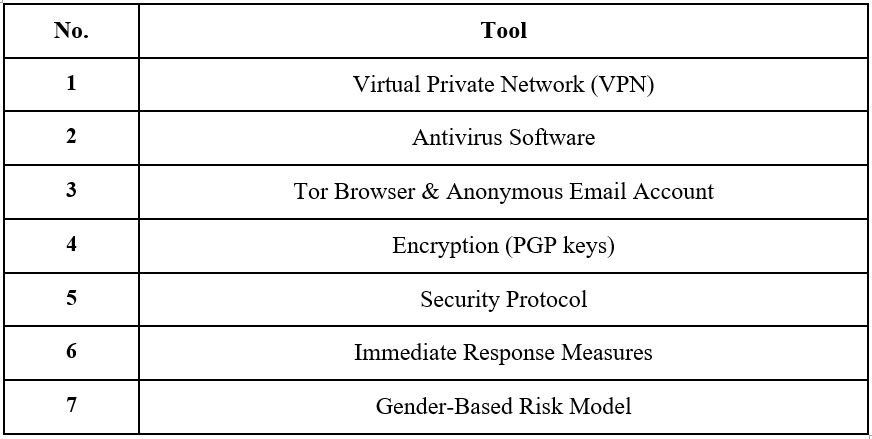 No. Tool
1 Virtual Private Network (VPN)
2 Antivirus Software
3 Tor Browser & Anonymous Email Account
4 Encryption (PGP keys)
5 Security Protocol
6 Immediate Response Measures
7 Gender-Based Risk Model